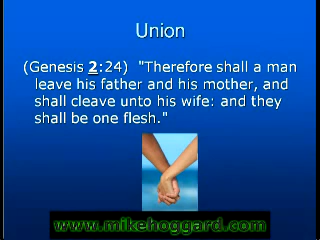 Union
(Genesis 2:24)  "Therefore shall a man
leave his father and his mother, and
shall cleave unto his wife: and they
shall be one flesh."
www.mikehoggard.com